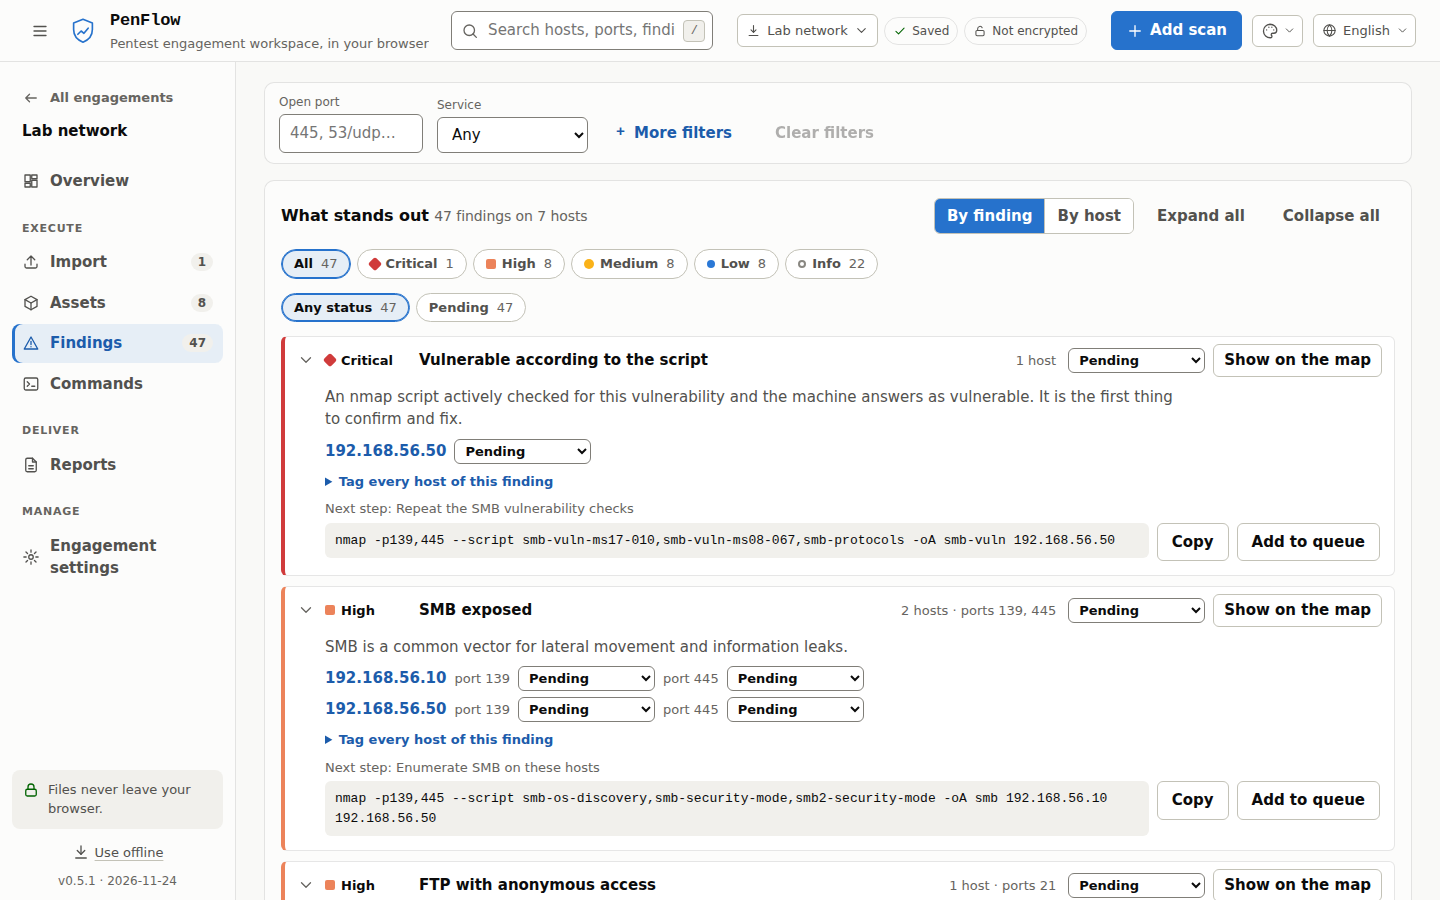 PenFlow
Pentest engagement workspace, in your browser
Search hosts, ports, findi
/
Lab network
Saved
Not encrypted
Add scan
English
All engagements
Lab network
Overview
EXECUTE
Import 1
Assets 8
Findings 47
Commands
DELIVER
Reports
MANAGE
Engagement
settings
Files never leave your
browser.
Use offline
v0.5.1 · 2026-11-24
Open port
445, 53/udp...
Service
Any
+ More filters
Clear filters
What stands out 47 findings on 7 hosts
By finding
By host
Expand all
Collapse all
All 47
Critical 1
High 8
Medium 8
Low 8
Info 22
Any status 47
Pending 47
Critical Vulnerable according to the script 1 host Pending Show on the map
An nmap script actively checked for this vulnerability and the machine answers as vulnerable. It is the first thing
to confirm and fix.
192.168.56.50 Pending
Tag every host of this finding
Next step: Repeat the SMB vulnerability checks
nmap -p139,445 --script smb-vuln-ms17-010,smb-vuln-ms08-067,smb-protocols -oA smb-vuln 192.168.56.50
Copy
Add to queue
High SMB exposed 2 hosts · ports 139, 445 Pending Show on the map
SMB is a common vector for lateral movement and information leaks.
192.168.56.10 port 139 Pending port 445 Pending
192.168.56.50 port 139 Pending port 445 Pending
Tag every host of this finding
Next step: Enumerate SMB on these hosts
nmap -p139,445 --script smb-os-discovery,smb-security-mode,smb2-security-mode -oA smb 192.168.56.10
192.168.56.50
Copy
Add to queue
High FTP with anonymous access 1 host · ports 21 Pending Show on the map